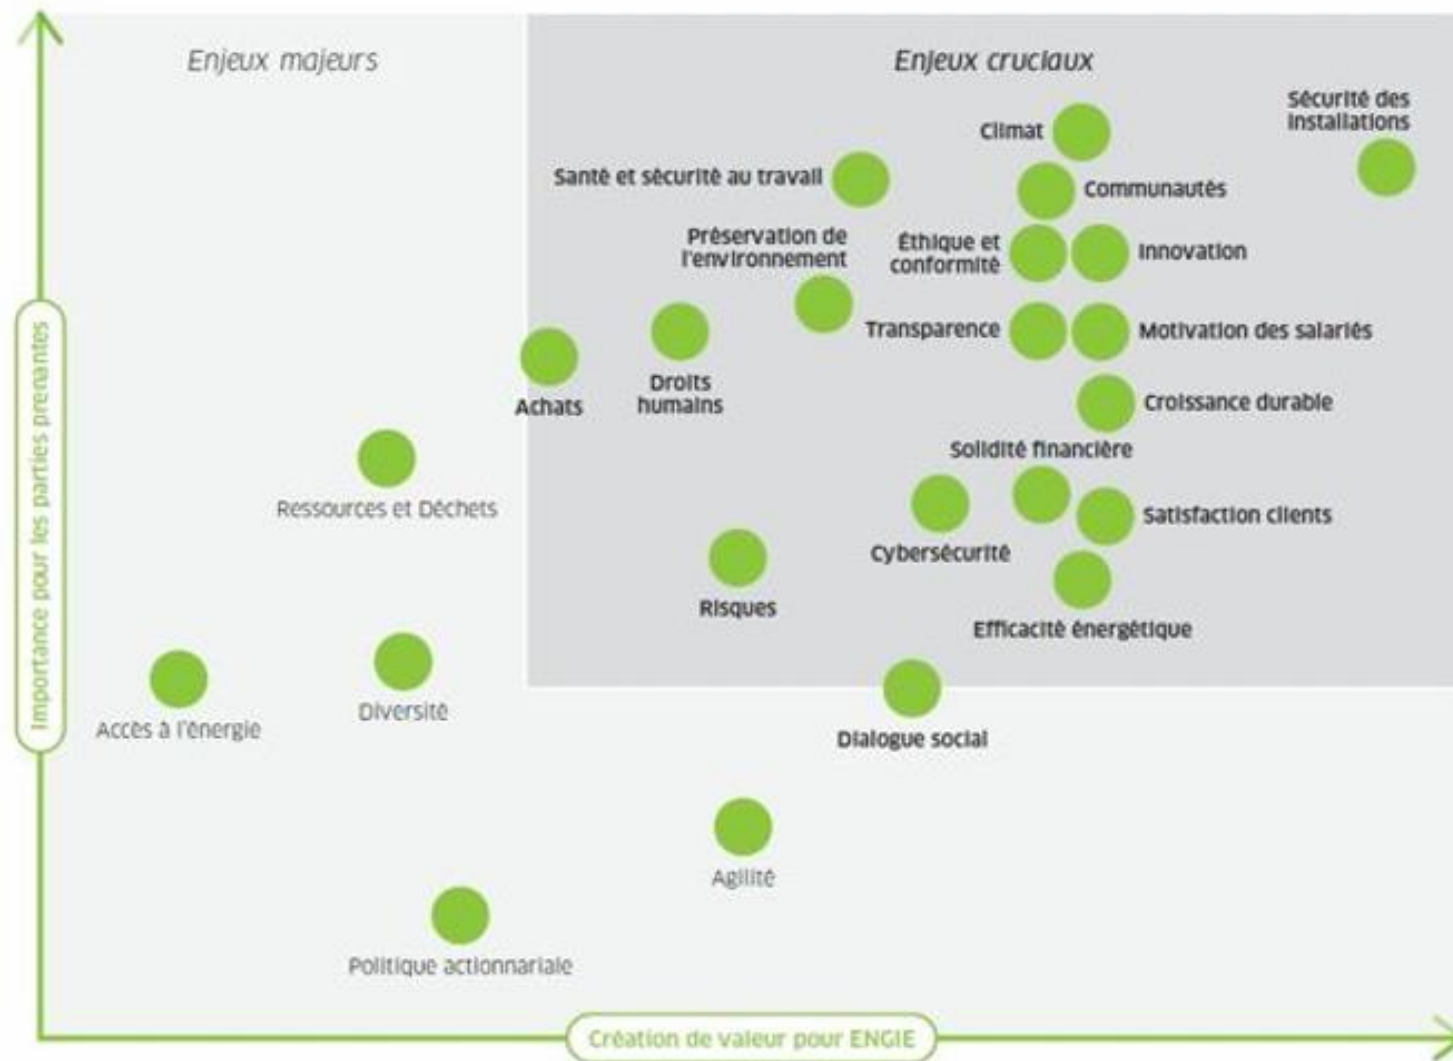 Enjeux majeurs
Enjeux cruciaux
Sécurité des
installations
Climat
Santé et sécurité au travail
Communautés
Préservation de
l'environnement
Éthique et
conformité
Innovation
Transparence
Motivation des salariés
Droits
humains
Achats
Croissance durable
Solidité financière
Ressources et Déchets
Satisfaction clients
Cybersécurité
Risques
Efficacité énergétique
Accès à l'énergie
Diversité
Dialogue social
Agilité
Politique actionnariale
Importance pour les parties prenantes
Création de valeur pour ENGIE